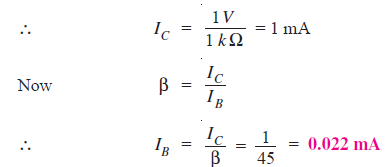 ∴ I_C = 1 V / 1 kΩ = 1 mA
Now β = I_C / I_B
∴ I_B = I_C / β = 1 / 45 = 0.022 mA